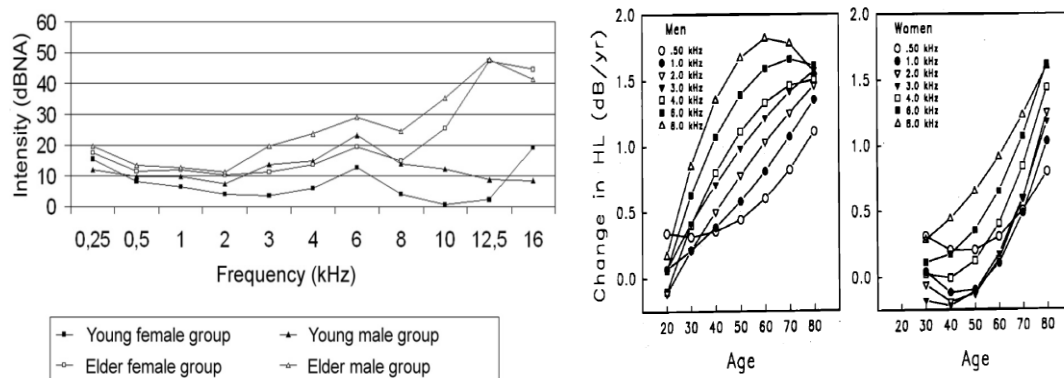 60
50
40
30
20
10
0
Intensity (dBNA)
0,25 0,5 1 2 3 4 6 8 10 12,5 16
Frequency (kHz)
Young female group
Young male group
Elder female group
Elder male group
Change in HL (dB/yr)
2.0
1.5
1.0
0.5
0.0
Men
.50 kHz
1.0 kHz
2.0 kHz
3.0 kHz
4.0 kHz
6.0 kHz
8.0 kHz
20 30 40 50 60 70 80
Age
2.0
1.5
1.0
0.5
0.0
Women
.50 kHz
1.0 kHz
2.0 kHz
3.0 kHz
4.0 kHz
6.0 kHz
8.0 kHz
20 30 40 50 60 70 80
Age